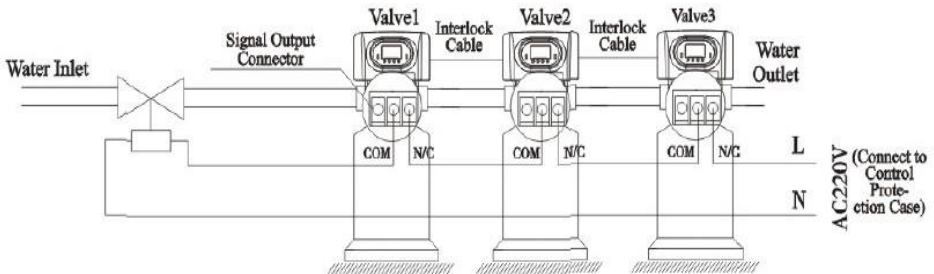 Valve1
Valve2
Valve3
Signal Output
Connector
Interlock
Cable
Interlock
Cable
Water Inlet
Water
Outlet
COM
N/C
COM
N/C
COM
N/C
L
N
AC220V
(Connect to
Control
Prote-
ction Case)